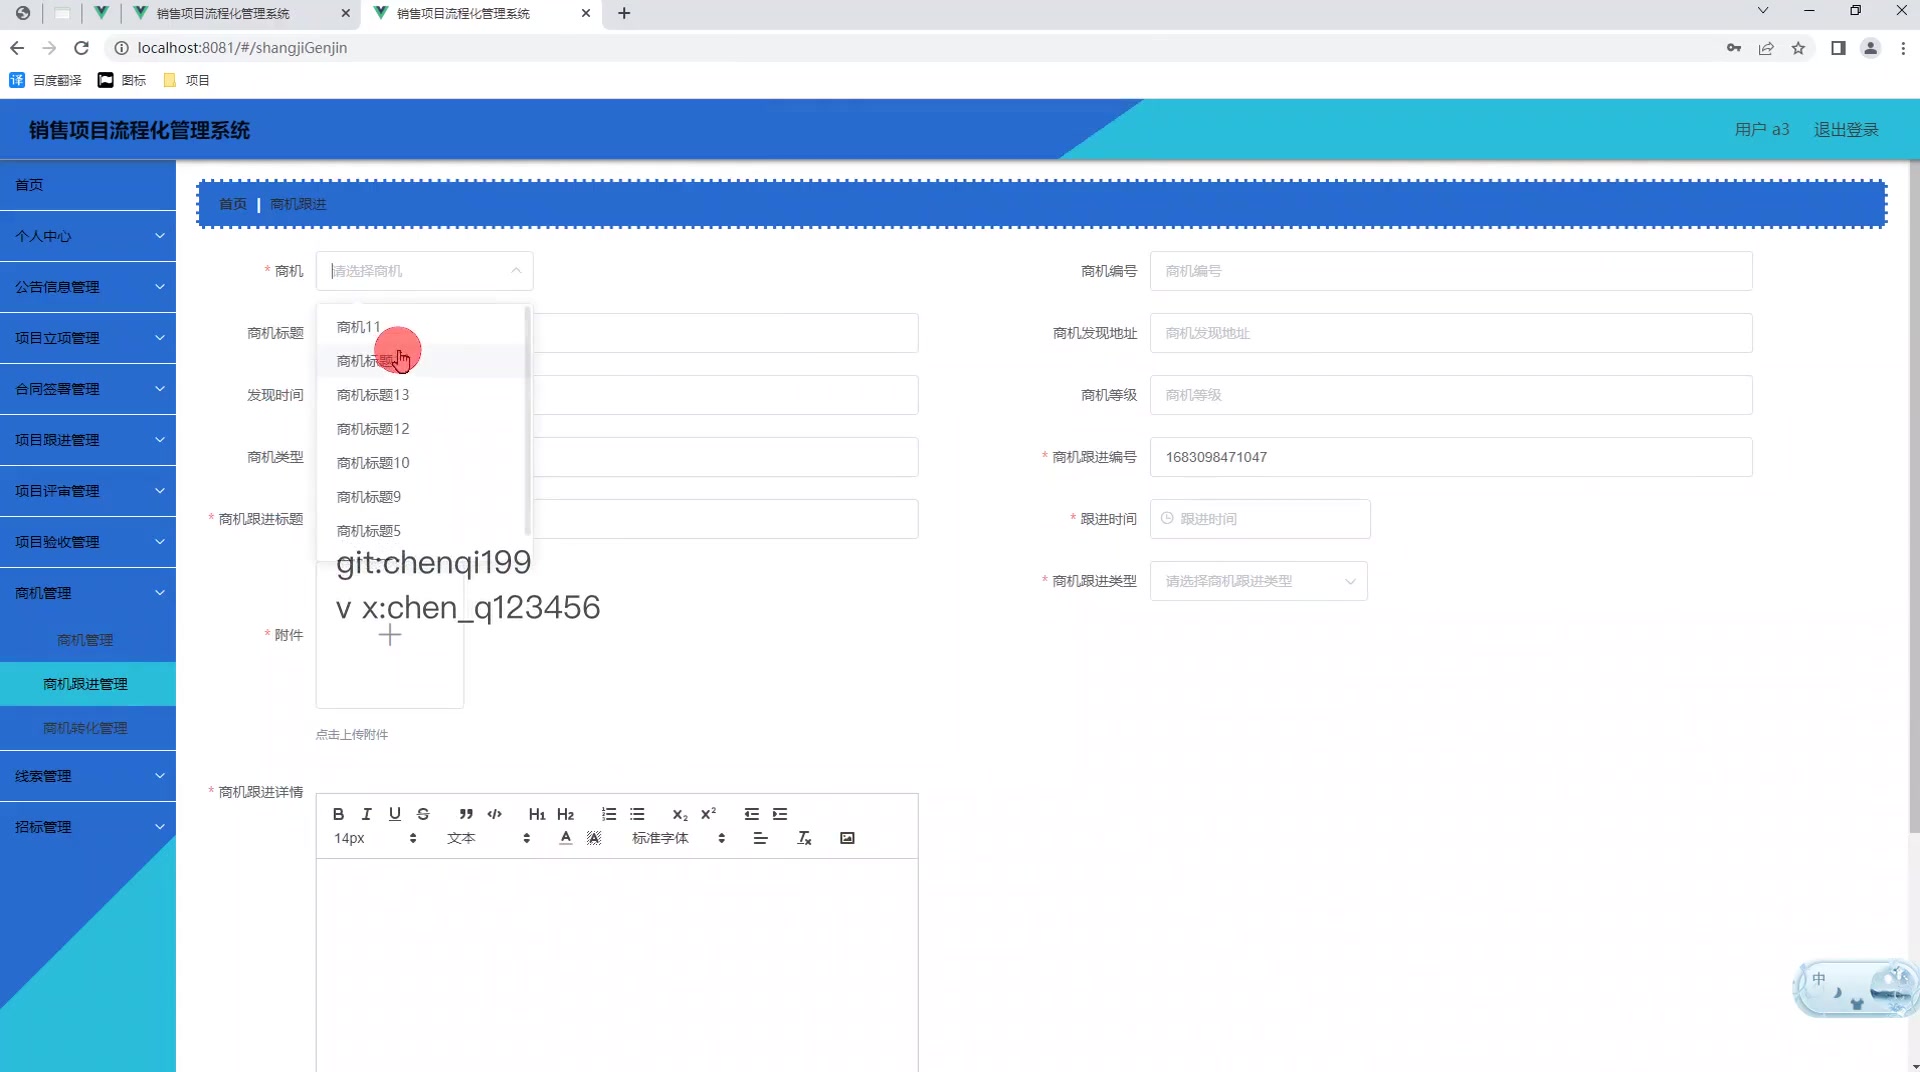 销售项目流程化管理系统
销售项目流程化管理系统
localhost:8081/#/shangjiGenjin
译 百度翻译 图标 项目
销售项目流程化管理系统
用户 a3 退出登录
首页
个人中心
公告信息管理
项目立项管理
合同签署管理
项目跟进管理
项目评审管理
项目验收管理
商机管理
商机管理
商机跟进管理
商机转化管理
线索管理
招标管理
首页 | 商机跟进
* 商机 请选择商机
商机编号 商机编号
商机11
商机标题
商机标题13
商机标题12
商机标题10
商机标题9
商机标题5
商机标题
商机发现地址 商机发现地址
发现时间
商机等级 商机等级
商机类型
* 商机跟进编号 1683098471047
* 商机跟进标题
* 跟进时间 跟进时间
* 商机跟进类型 请选择商机跟进类型
git:chenqi199
v x:chen_q123456
* 附件
点击上传附件
* 商机跟进详情
B I U S H1 H2 X2 X2
14px 文本 A A 标准字体 Tx
中